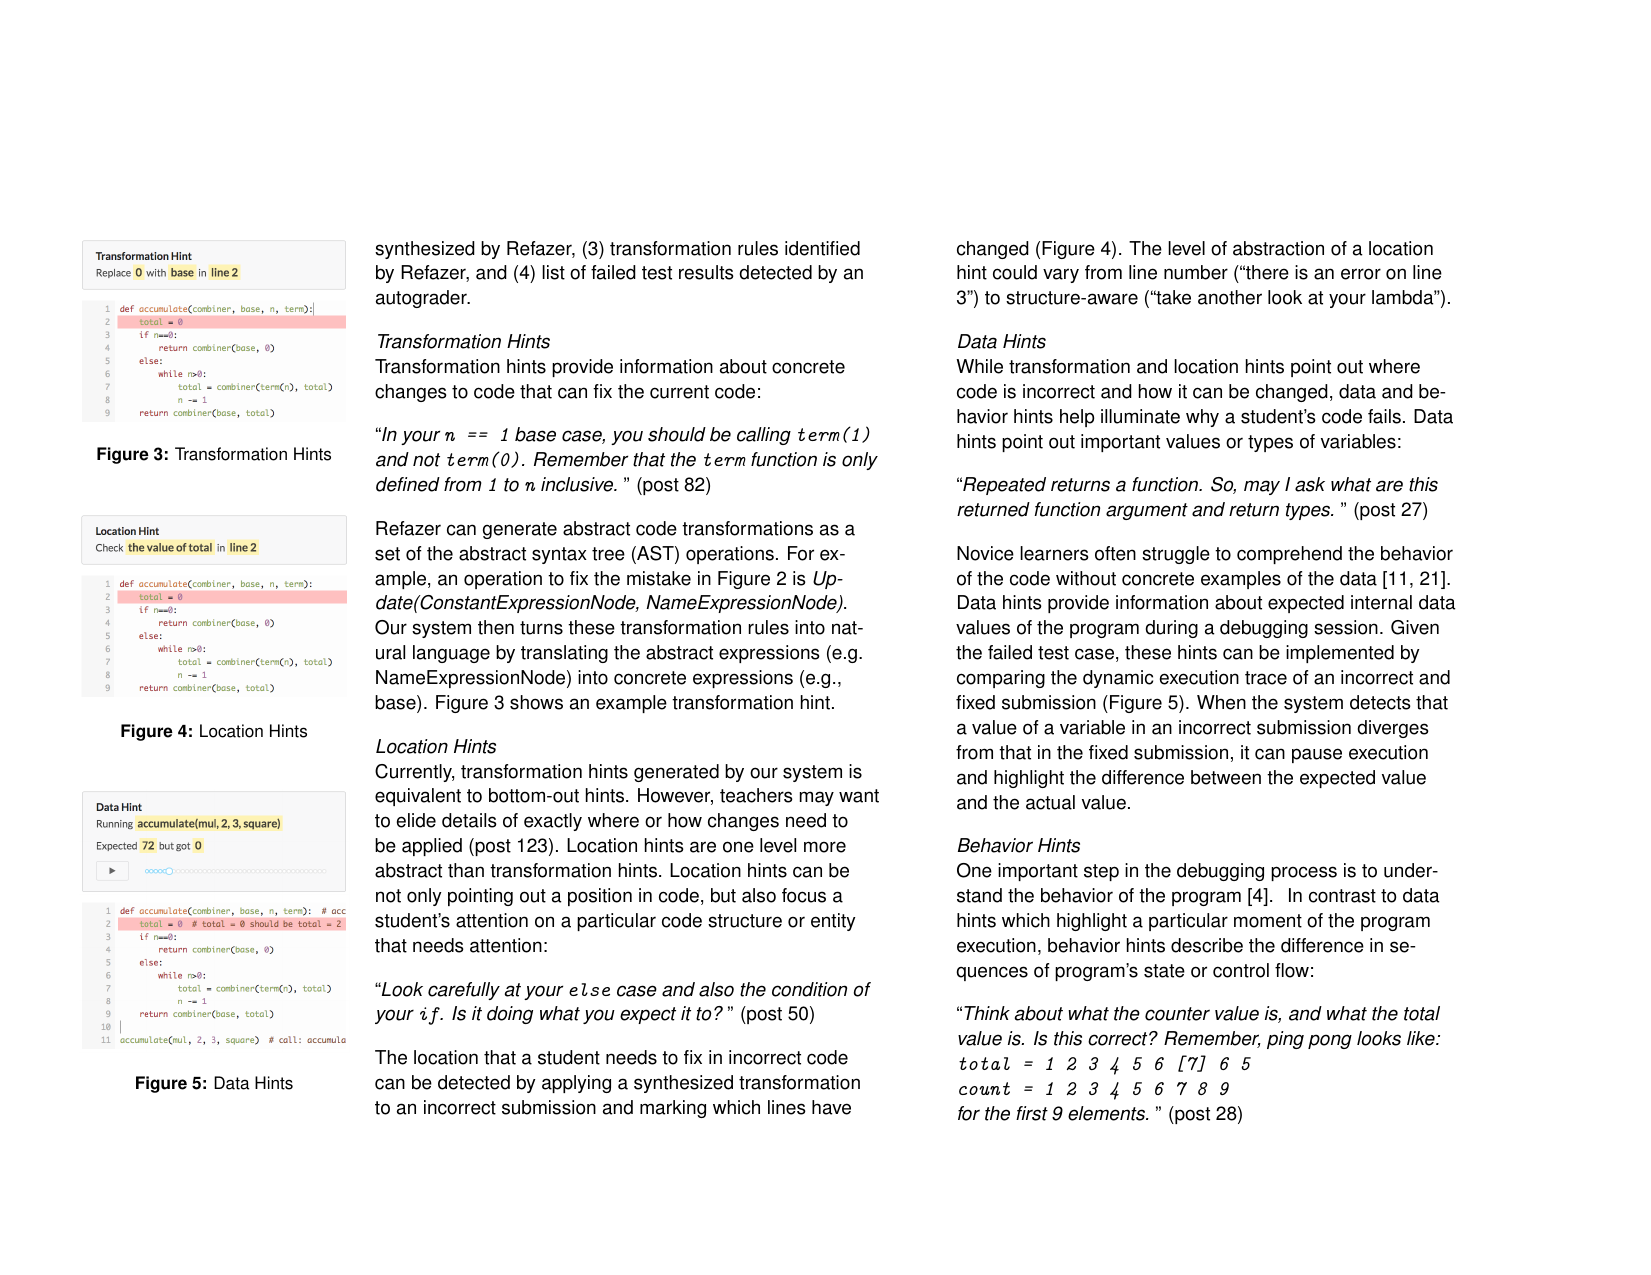 Transformation Hint
Replace 0 with base in line 2
1 def accumulate(combiner, base, n, term):
2 total = 0
3 if n==0:
4 return combiner(base, 0)
5 else:
6 while n>0:
7 total = combiner(term(n), total)
8 n -= 1
9 return combiner(base, total)
Figure 3: Transformation Hints
Location Hint
Check the value of total in line 2
1 def accumulate(combiner, base, n, term):
2 total = 0
3 if n==0:
4 return combiner(base, 0)
5 else:
6 while n>0:
7 total = combiner(term(n), total)
8 n -= 1
9 return combiner(base, total)
Figure 4: Location Hints
Data Hint
Running accumulate(mul, 2, 3, square)
Expected 72 but got 0
1 def accumulate(combiner, base, n, term): # acc
2 total = 0 # total = 0 should be total = 2
3 if n==0:
4 return combiner(base, 0)
5 else:
6 while n>0:
7 total = combiner(term(n), total)
8 n -= 1
9 return combiner(base, total)
10
11 accumulate(mul, 2, 3, square) # call: accumula
Figure 5: Data Hints
synthesized by Refazer, (3) transformation rules identified
by Refazer, and (4) list of failed test results detected by an
autograder.
Transformation Hints
Transformation hints provide information about concrete
changes to code that can fix the current code:
“In your n == 1 base case, you should be calling term(1)
and not term(0). Remember that the term function is only
defined from 1 to n inclusive. ” (post 82)
Refazer can generate abstract code transformations as a
set of the abstract syntax tree (AST) operations. For ex-
ample, an operation to fix the mistake in Figure 2 is Up-
date(ConstantExpressionNode, NameExpressionNode).
Our system then turns these transformation rules into nat-
ural language by translating the abstract expressions (e.g.
NameExpressionNode) into concrete expressions (e.g.,
base). Figure 3 shows an example transformation hint.
Location Hints
Currently, transformation hints generated by our system is
equivalent to bottom-out hints. However, teachers may want
to elide details of exactly where or how changes need to
be applied (post 123). Location hints are one level more
abstract than transformation hints. Location hints can be
not only pointing out a position in code, but also focus a
student’s attention on a particular code structure or entity
that needs attention:
“Look carefully at your else case and also the condition of
your if. Is it doing what you expect it to? ” (post 50)
The location that a student needs to fix in incorrect code
can be detected by applying a synthesized transformation
to an incorrect submission and marking which lines have
changed (Figure 4). The level of abstraction of a location
hint could vary from line number (“there is an error on line
3”) to structure-aware (“take another look at your lambda”).
Data Hints
While transformation and location hints point out where
code is incorrect and how it can be changed, data and be-
havior hints help illuminate why a student’s code fails. Data
hints point out important values or types of variables:
“Repeated returns a function. So, may I ask what are this
returned function argument and return types. ” (post 27)
Novice learners often struggle to comprehend the behavior
of the code without concrete examples of the data [11, 21].
Data hints provide information about expected internal data
values of the program during a debugging session. Given
the failed test case, these hints can be implemented by
comparing the dynamic execution trace of an incorrect and
fixed submission (Figure 5). When the system detects that
a value of a variable in an incorrect submission diverges
from that in the fixed submission, it can pause execution
and highlight the difference between the expected value
and the actual value.
Behavior Hints
One important step in the debugging process is to under-
stand the behavior of the program [4]. In contrast to data
hints which highlight a particular moment of the program
execution, behavior hints describe the difference in se-
quences of program’s state or control flow:
“Think about what the counter value is, and what the total
value is. Is this correct? Remember, ping pong looks like:
total = 1 2 3 4 5 6 [7] 6 5
count = 1 2 3 4 5 6 7 8 9
for the first 9 elements. ” (post 28)